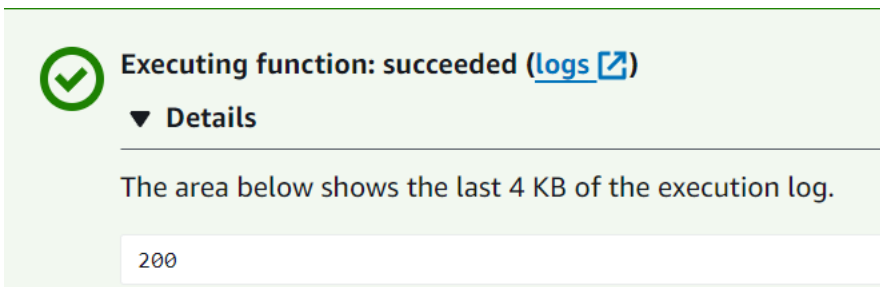 Executing function: succeeded (logs)
Details
The area below shows the last 4 KB of the execution log.
200